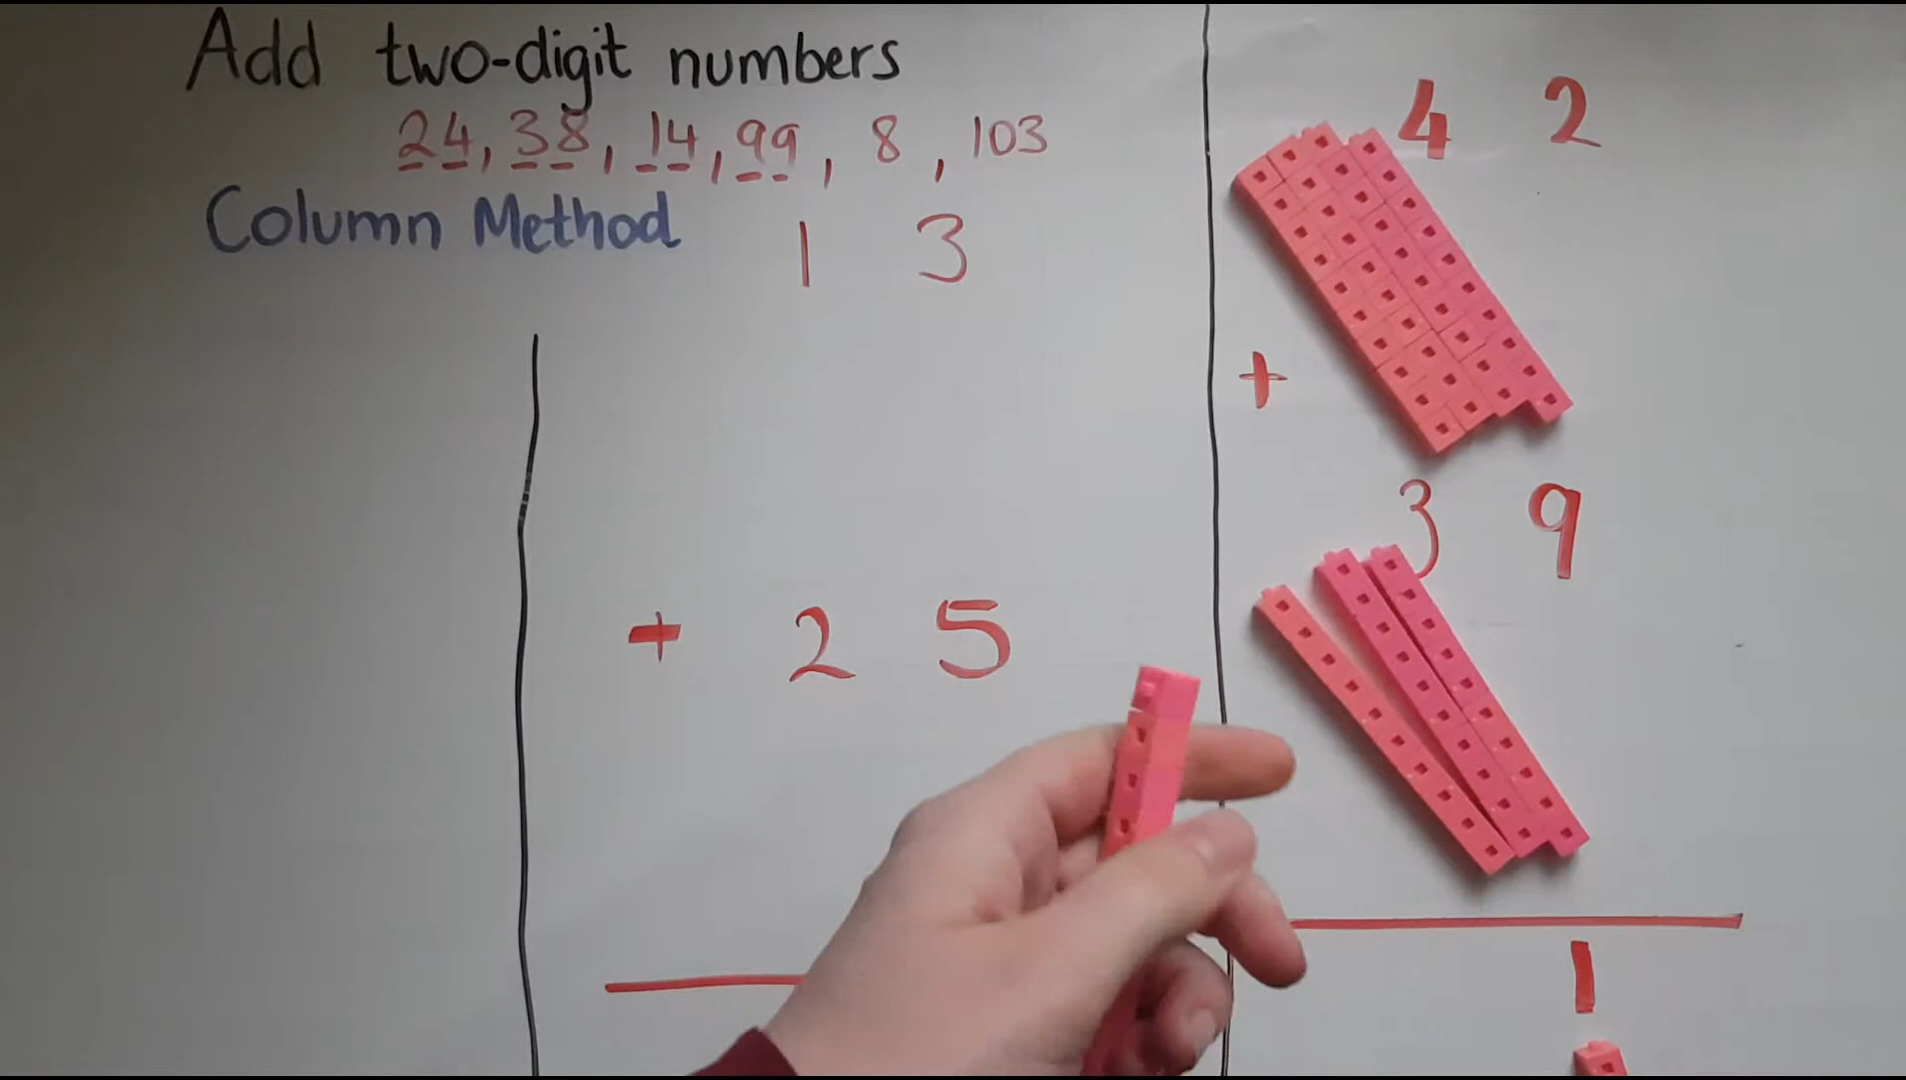 Add two-digit numbers
24, 38, 14, 99, 8, 103
Column Method
1 3
+ 2 5
4 2
+
3 9
1